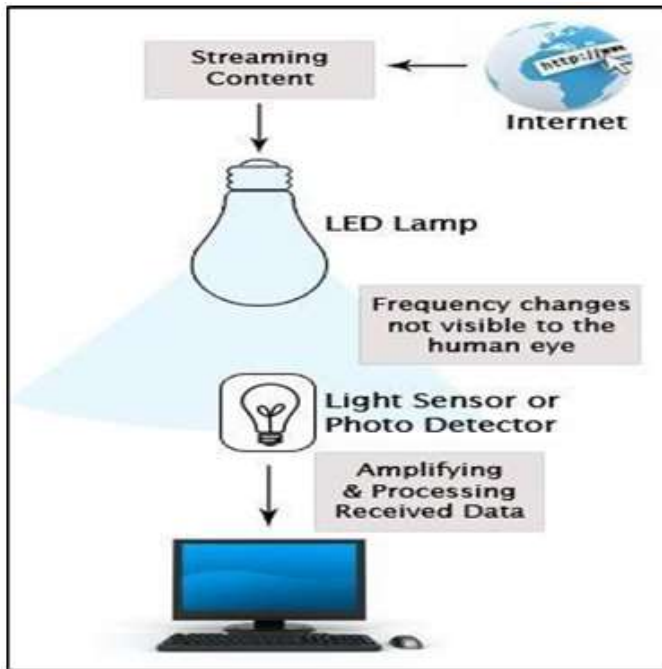 Streaming
Content
http://ww
Internet
LED Lamp
Frequency changes
not visible to the
human eye
Light Sensor or
Photo Detector
Amplifying
& Processing
Received Data